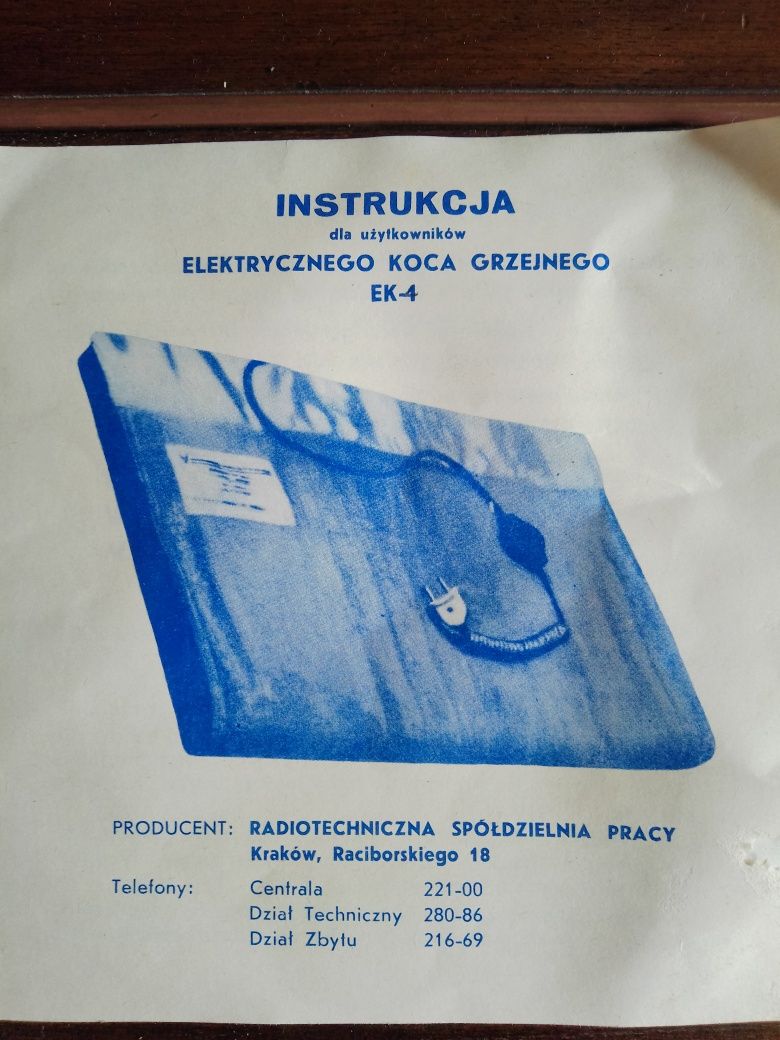 INSTRUKCJA
dla użytkowników
ELEKTRYCZNEGO KOCA GRZEJNEGO
EK-4
PRODUCENT: RADIOTECHNICZNA SPÓŁDZIELNIA PRACY
Kraków, Raciborskiego 18
Telefony: Centrala 221-00
Dział Techniczny 280-86
Dział Zbytu 216-69